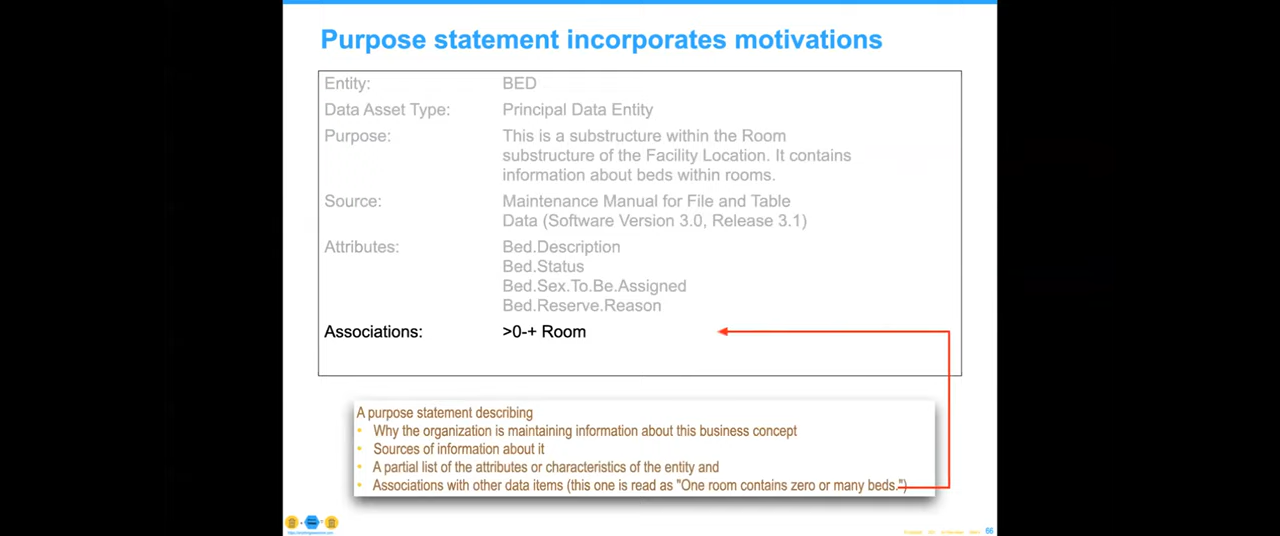 Purpose statement incorporates motivations
Entity: BED
Data Asset Type: Principal Data Entity
Purpose: This is a substructure within the Room
substructure of the Facility Location. It contains
information about beds within rooms.
Source: Maintenance Manual for File and Table
Data (Software Version 3.0, Release 3.1)
Attributes: Bed.Description
Bed.Status
Bed.Sex.To.Be.Assigned
Bed.Reserve.Reason
Associations: >0-+ Room
A purpose statement describing
• Why the organization is maintaining information about this business concept
• Sources of information about it
• A partial list of the attributes or characteristics of the entity and
• Associations with other data items (this one is read as "One room contains zero or many beds.")
66